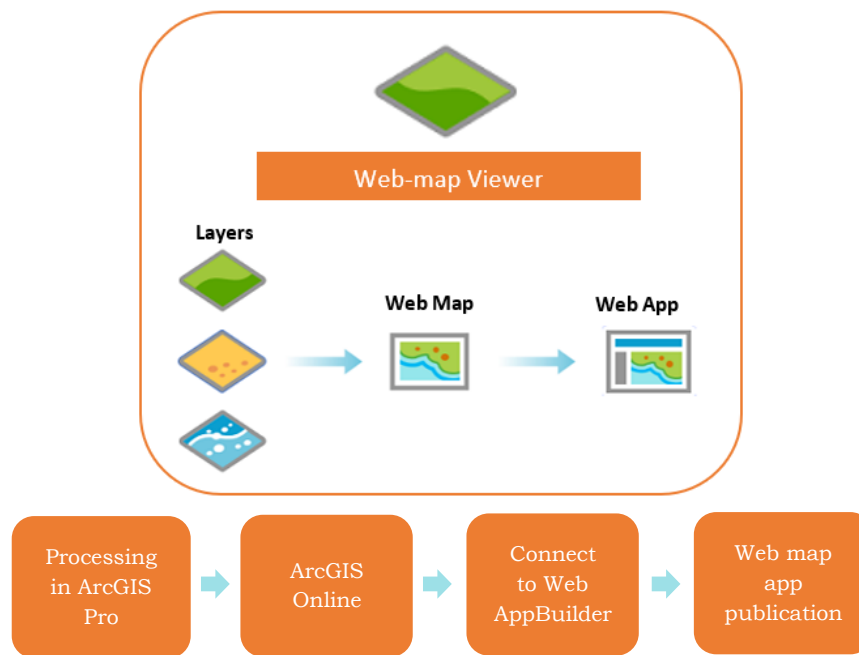 Web-map Viewer
Layers
Web Map
Web App
Processing
in ArcGIS
Pro
ArcGIS
Online
Connect
to Web
AppBuilder
Web map
app
publication